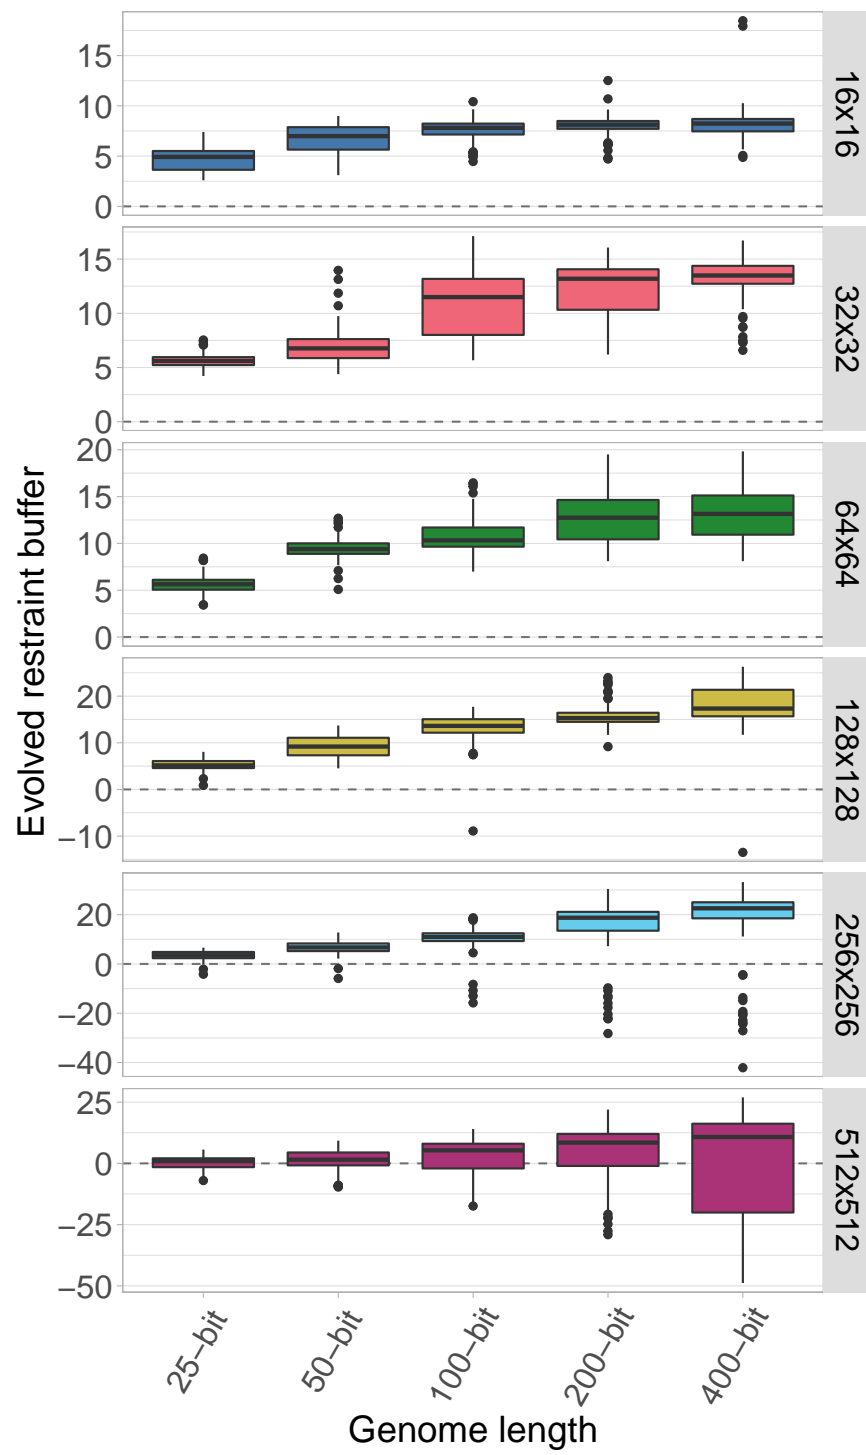 15
10
5
0
16x16
15
10
5
0
32x32
20
15
10
5
0
64x64
20
10
0
−10
128x128
20
0
−20
−40
256x256
25
0
−25
−50
512x512
Evolved restraint buffer
25−bit
50−bit
100−bit
200−bit
400−bit
Genome length